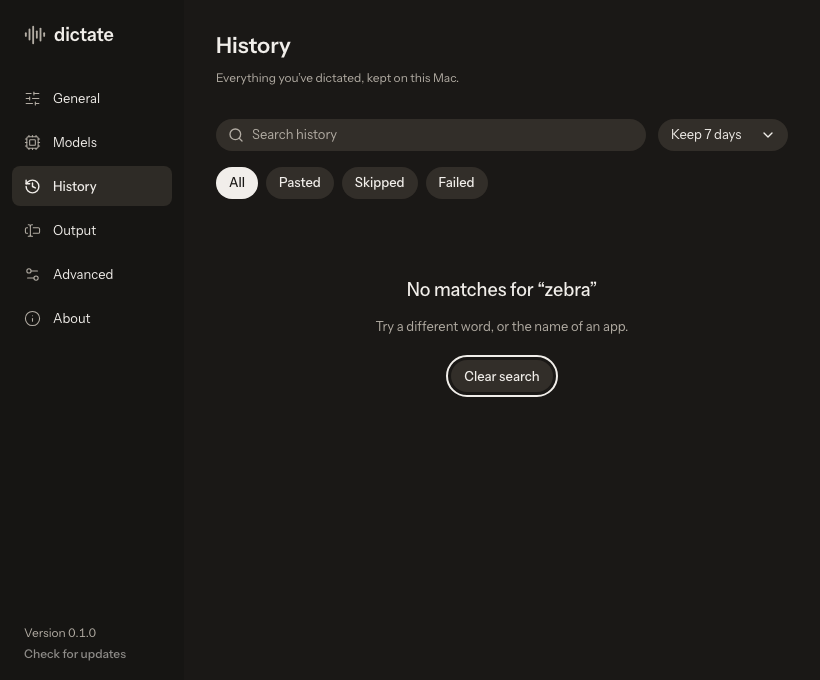 dictate
General
Models
History
Output
Advanced
About
Version 0.1.0
Check for updates
History
Everything you've dictated, kept on this Mac.
Search history
Keep 7 days
All
Pasted
Skipped
Failed
No matches for “zebra”
Try a different word, or the name of an app.
Clear search